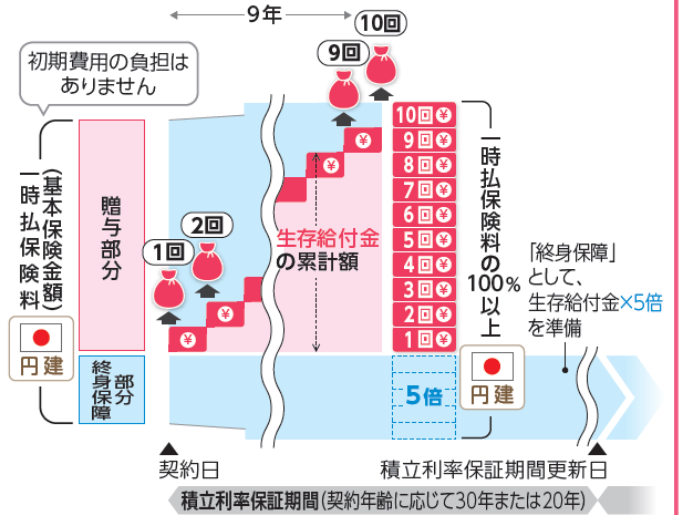 9年
10回
9回
初期費用の負担は
ありません
10回¥
9回¥
8回¥
7回¥
6回¥
5回¥
4回¥
3回¥
2回¥
1回¥
¥
¥
2回
1回
¥
¥
一時払保険料
(基本保険金額)
円建
贈与部分
終身保障
部分
生存給付金
の累計額
5倍
一時払保険料の
100%
以上
円建
「終身保障」
として、
生存給付金×5倍
を準備
契約日
積立利率保証期間更新日
積立利率保証期間(契約年齢に応じて30年または20年)